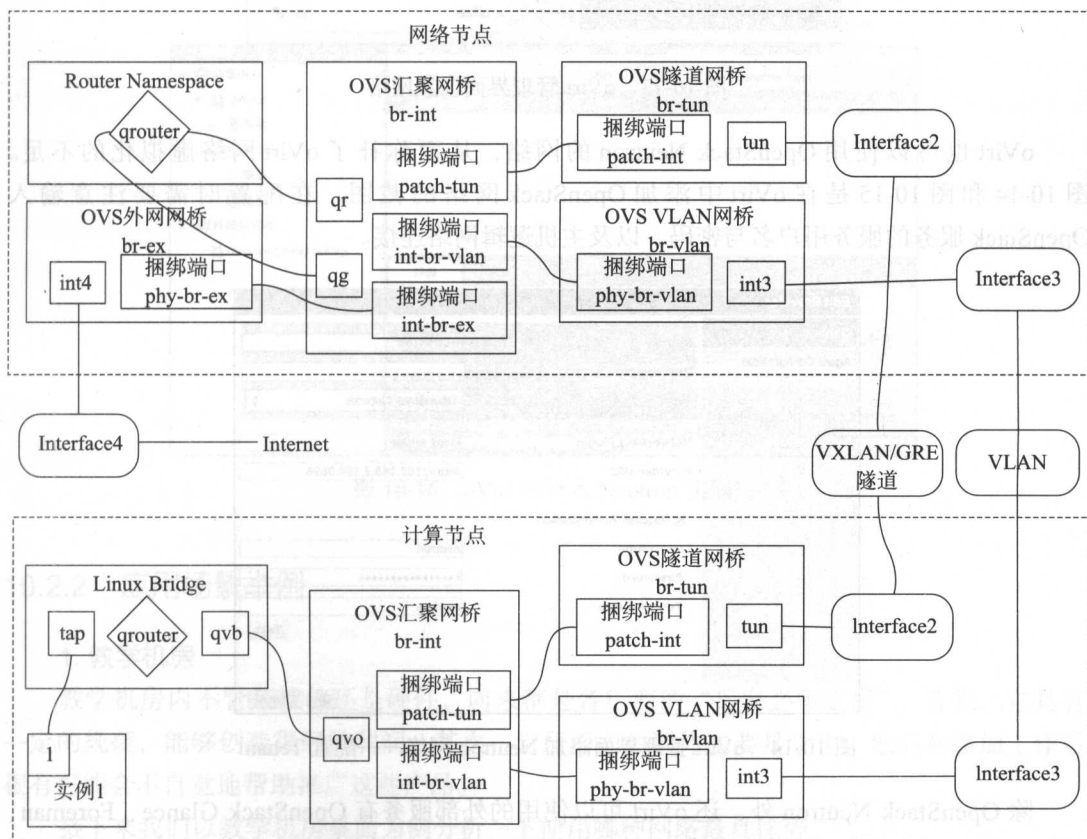 网络节点
Router Namespace
qrouter
OVS汇聚网桥
br-int
捆绑端口
patch-tun
qr
捆绑端口
int-br-vlan
qg
捆绑端口
int-br-ex
OVS隧道网桥
br-tun
捆绑端口
patch-int
tun
Interface2
OVS外网网桥
br-ex
int4
捆绑端口
phy-br-ex
OVS VLAN网桥
br-vlan
捆绑端口
phy-br-vlan
int3
Interface3
Interface4
Internet
VXLAN/GRE
隧道
VLAN
计算节点
Linux Bridge
tap
qrouter
qvb
1
实例1
OVS汇聚网桥
br-int
捆绑端口
patch-tun
qvo
捆绑端口
int-br-vlan
OVS隧道网桥
br-tun
捆绑端口
patch-int
tun
Interface2
OVS VLAN网桥
br-vlan
捆绑端口
phy-br-vlan
int3
Interface3